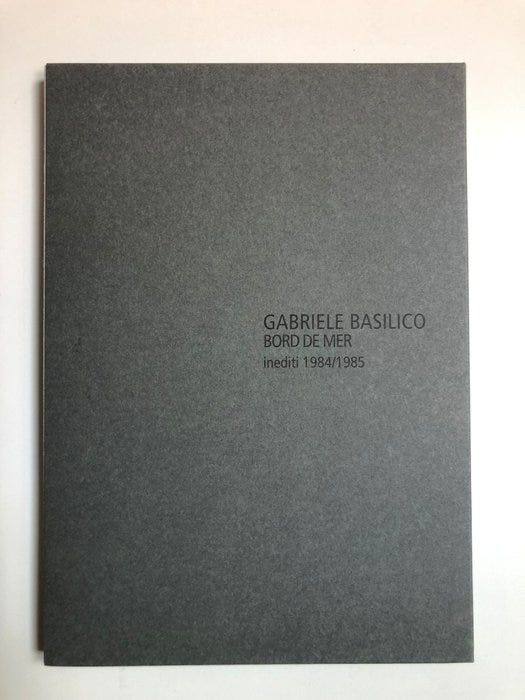 GABRIELE BASILICO
BORD DE MER
inediti 1984/1985